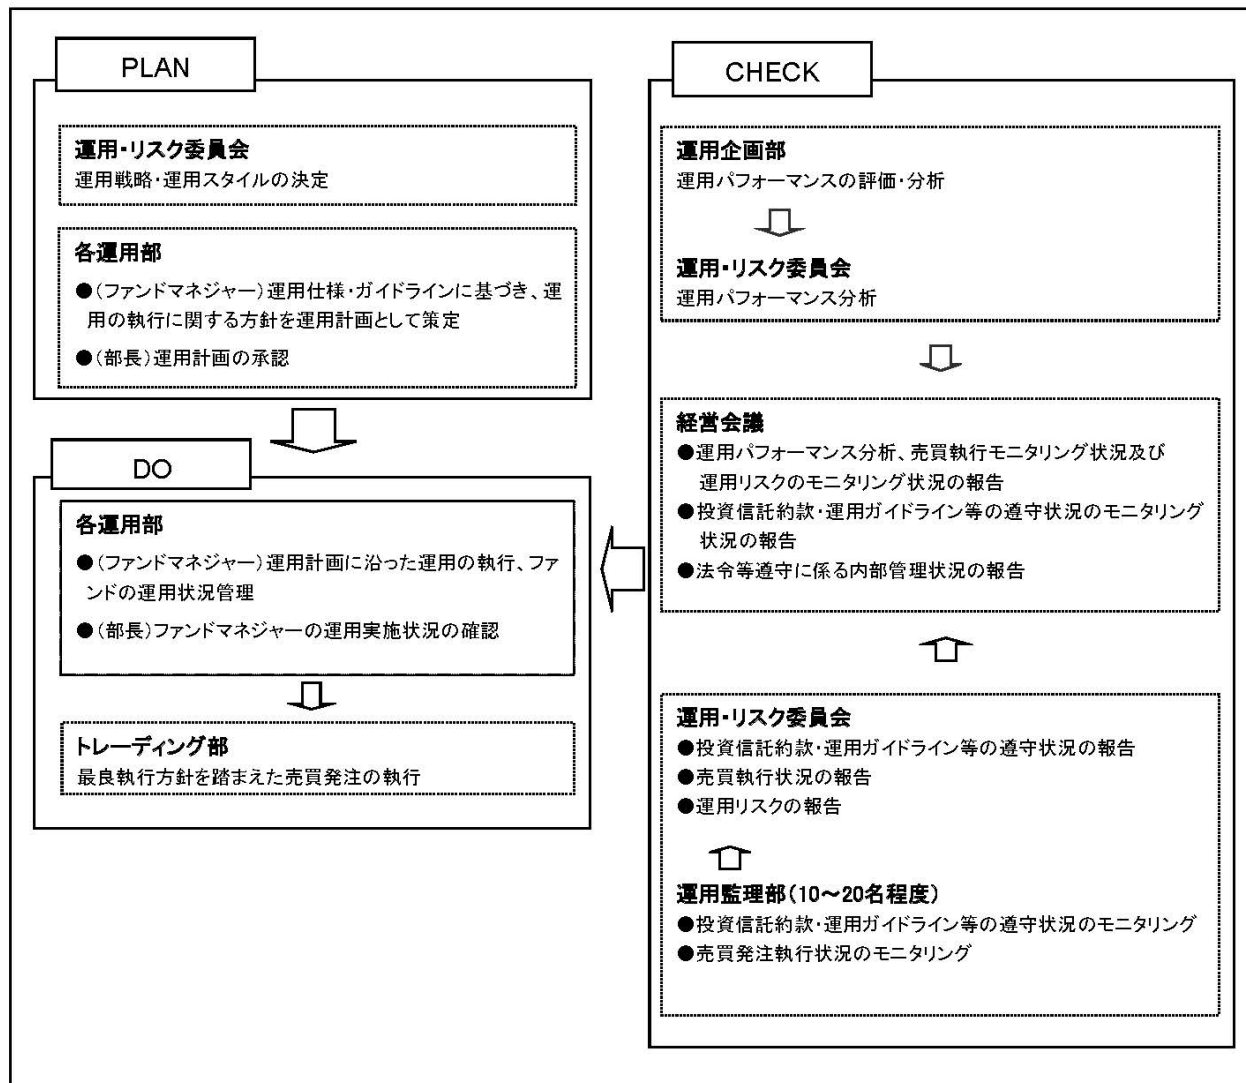 PLAN
運用・リスク委員会
運用戦略・運用スタイルの決定
各運用部
●(ファンドマネジャー)運用仕様・ガイドラインに基づき、運
用の執行に関する方針を運用計画として策定
●(部長)運用計画の承認
DO
各運用部
●(ファンドマネジャー)運用計画に沿った運用の執行、ファ
ンドの運用状況管理
●(部長)ファンドマネジャーの運用実施状況の確認
トレーディング部
最良執行方針を踏まえた売買発注の執行
CHECK
運用企画部
運用パフォーマンスの評価・分析
運用・リスク委員会
運用パフォーマンス分析
経営会議
●運用パフォーマンス分析、売買執行モニタリング状況及び
運用リスクのモニタリング状況の報告
●投資信託約款・運用ガイドライン等の遵守状況のモニタリング
状況の報告
●法令等遵守に係る内部管理状況の報告
運用・リスク委員会
●投資信託約款・運用ガイドライン等の遵守状況の報告
●売買執行状況の報告
●運用リスクの報告
運用監理部(10～20名程度)
●投資信託約款・運用ガイドライン等の遵守状況のモニタリング
●売買発注執行状況のモニタリング